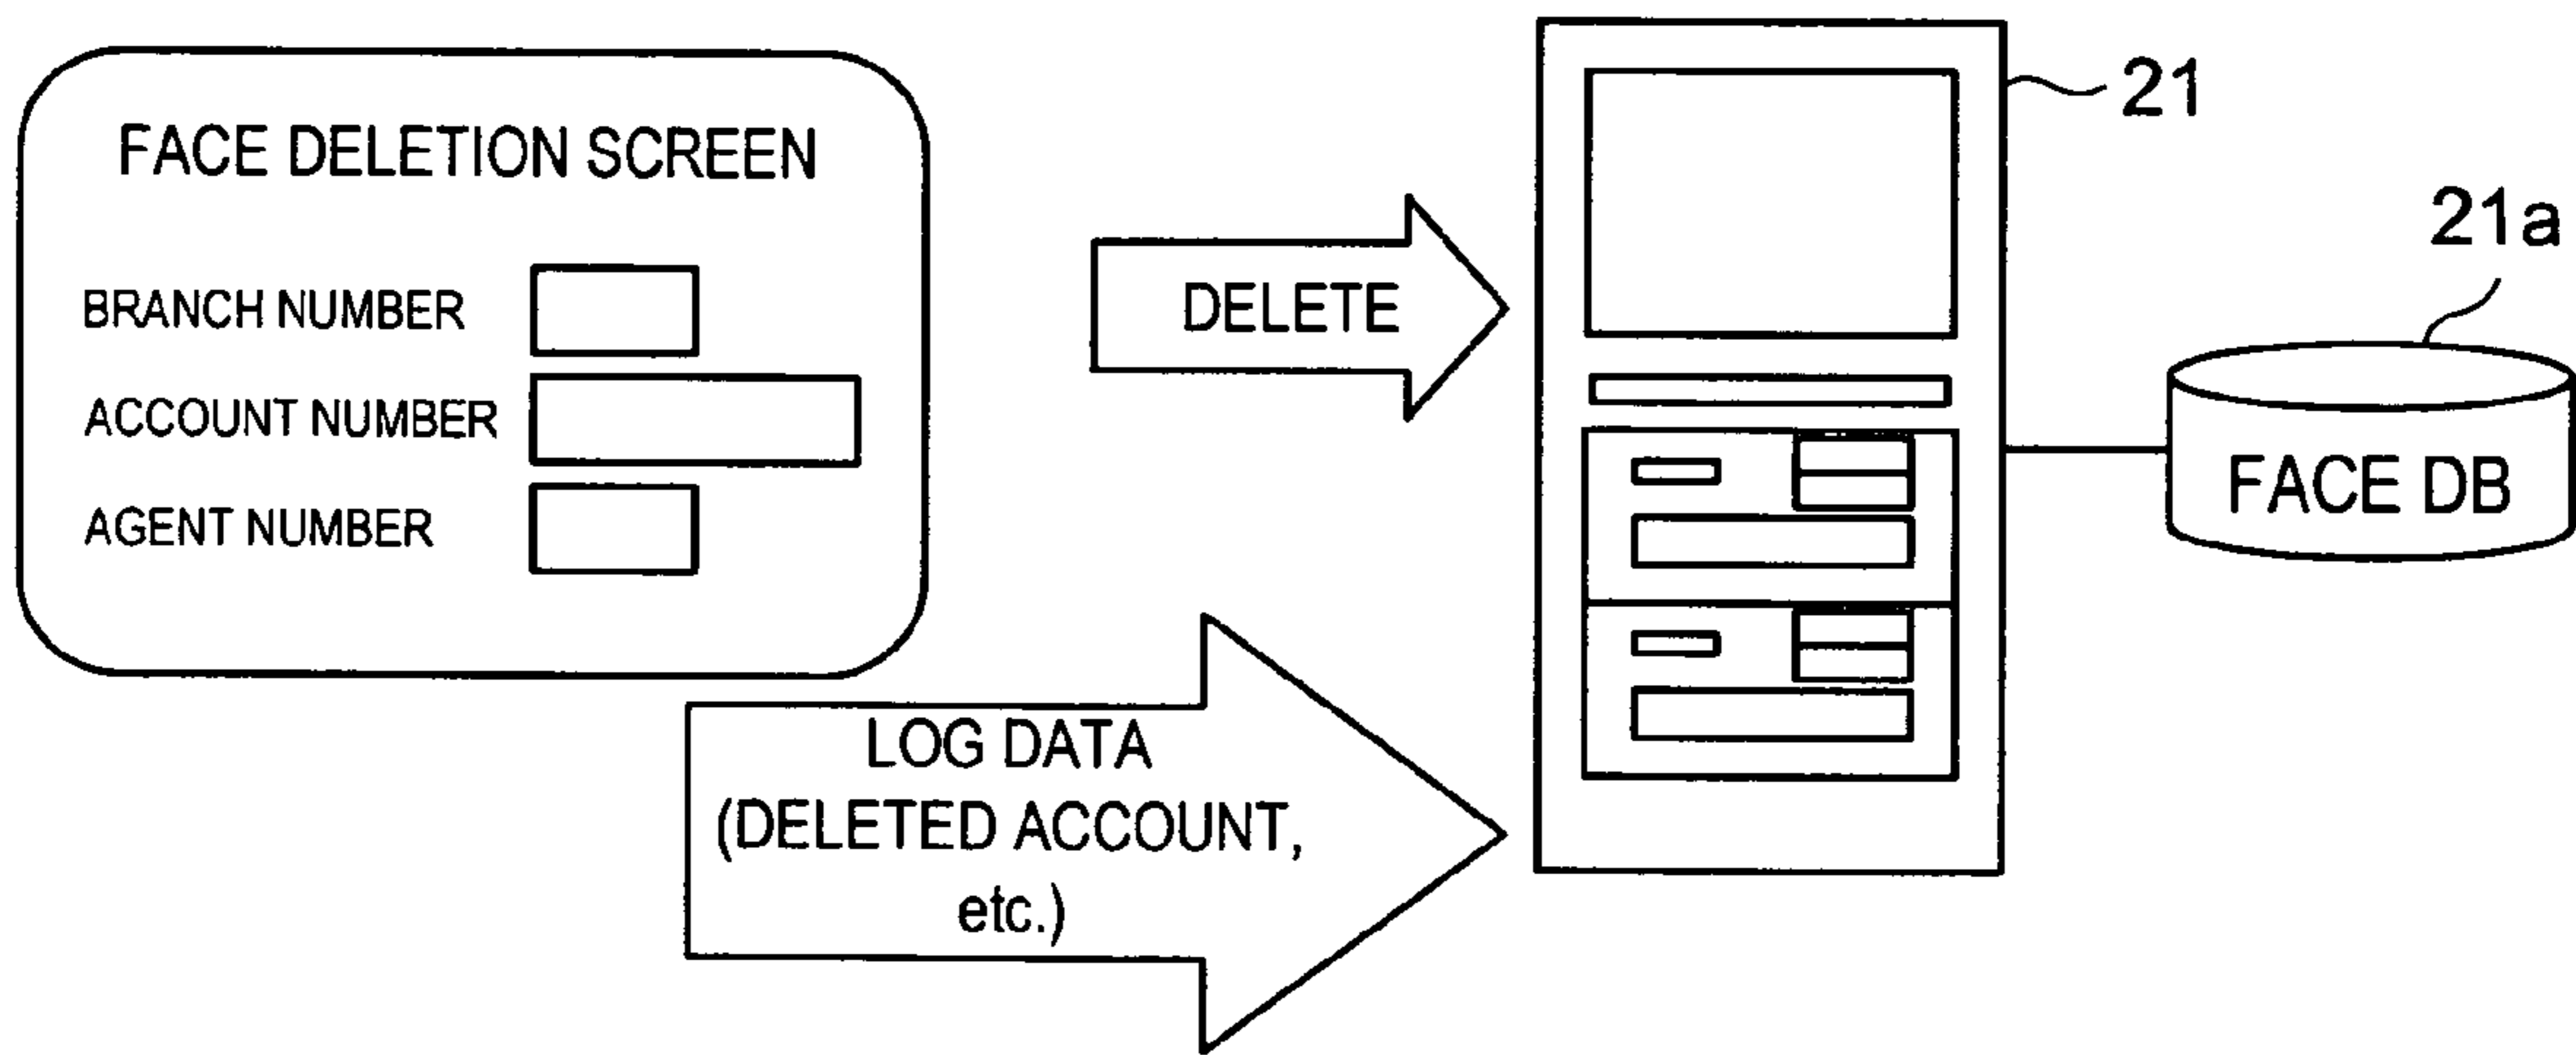 FACE DELETION SCREEN
BRANCH NUMBER
ACCOUNT NUMBER
AGENT NUMBER
DELETE
LOG DATA
(DELETED ACCOUNT,
etc.)
21
21a
FACE DB